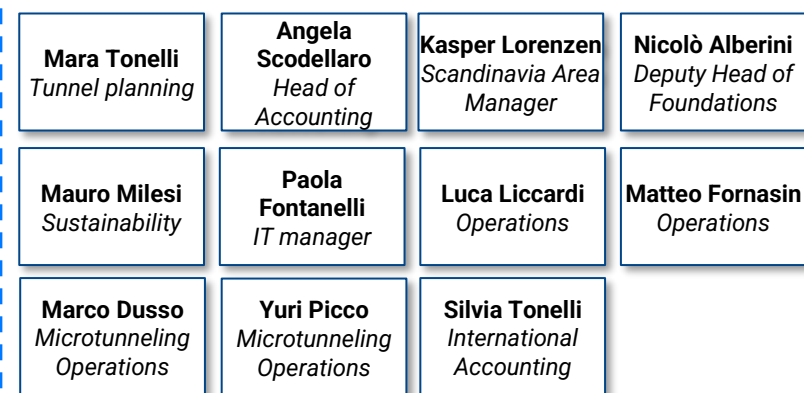 Mara Tonelli
Tunnel planning
Angela
Scodellaro
Head of
Accounting
Kasper Lorenzen
Scandinavia Area
Manager
Nicolò Alberini
Deputy Head of
Foundations
Mauro Milesi
Sustainability
Paola
Fontanelli
IT manager
Luca Liccardi
Operations
Matteo Fornasin
Operations
Marco Dusso
Microtunneling
Operations
Yuri Picco
Microtunneling
Operations
Silvia Tonelli
International
Accounting